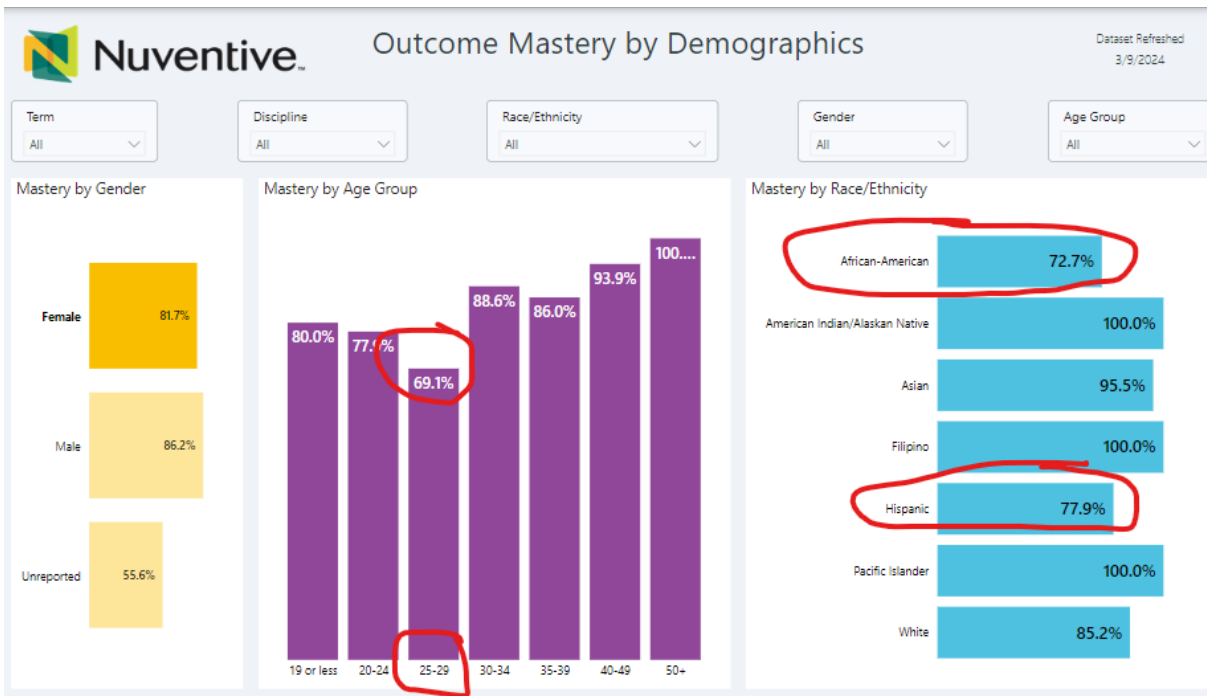 Nuventive™
Outcome Mastery by Demographics
Dataset Refreshed
3/9/2024
Term
All
Discipline
All
Race/Ethnicity
All
Gender
All
Age Group
All
Mastery by Gender
Female
81.7%
Male
86.2%
Unreported
55.6%
Mastery by Age Group
80.0%
77.9%
69.1%
88.6%
86.0%
93.9%
100....
19 or less
20-24
25-29
30-34
35-39
40-49
50+
Mastery by Race/Ethnicity
African-American
72.7%
American Indian/Alaskan Native
100.0%
Asian
95.5%
Filipino
100.0%
Hispanic
77.9%
Pacific Islander
100.0%
White
85.2%